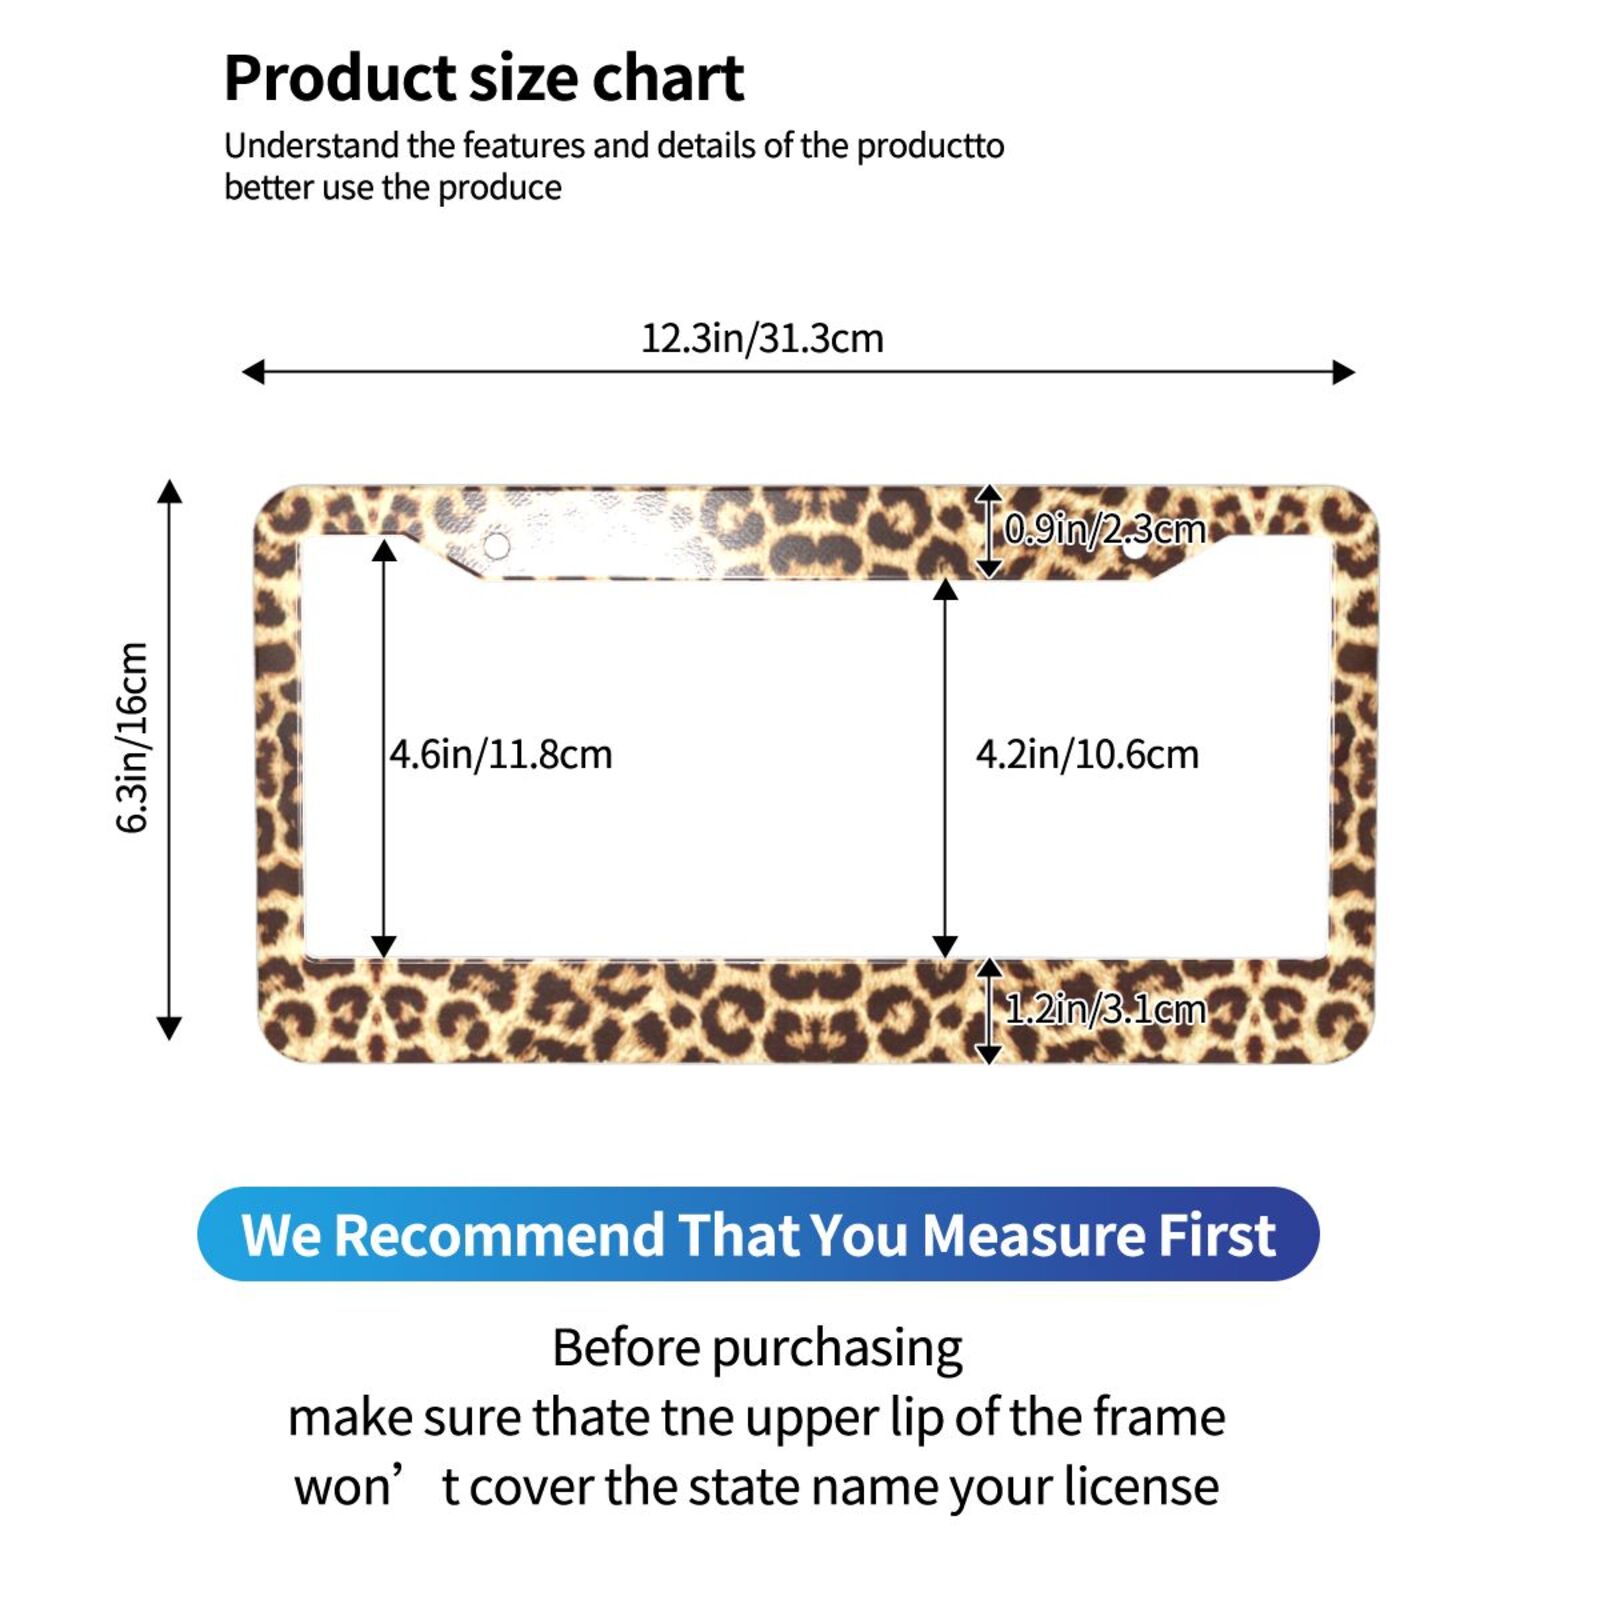 Product size chart
Understand the features and details of the productto
better use the produce
12.3in/31.3cm
0.9in/2.3cm
6.3in/16cm
4.6in/11.8cm
4.2in/10.6cm
1.2in/3.1cm
We Recommend That You Measure First
Before purchasing
make sure thate tne upper lip of the frame
won’ t cover the state name your license